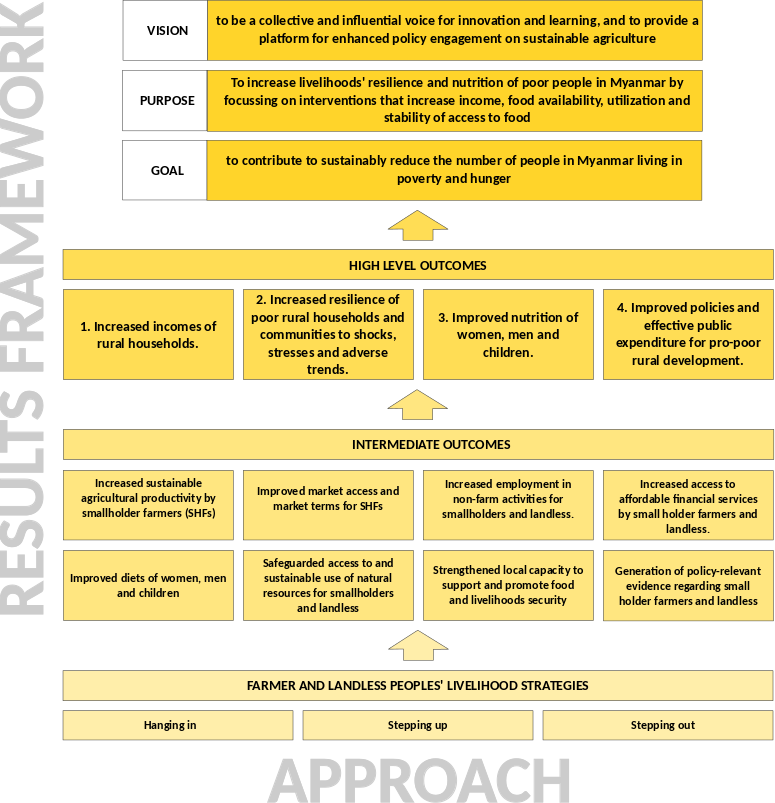 RESULTS FRAMEWORK
VISION
to be a collective and influential voice for innovation and learning, and to provide a
platform for enhanced policy engagement on sustainable agriculture
PURPOSE
To increase livelihoods' resilience and nutrition of poor people in Myanmar by
focussing on interventions that increase income, food availability, utilization and
stability of access to food
GOAL
to contribute to sustainably reduce the number of people in Myanmar living in
poverty and hunger
HIGH LEVEL OUTCOMES
1. Increased incomes of
rural households.
2. Increased resilience of
poor rural households and
communities to shocks,
stresses and adverse
trends.
3. Improved nutrition of
women, men and
children.
4. Improved policies and
effective public
expenditure for pro-poor
rural development.
INTERMEDIATE OUTCOMES
Increased sustainable
agricultural productivity by
smallholder farmers (SHFs)
Improved market access and
market terms for SHFs
Increased employment in
non-farm activities for
smallholders and landless.
Increased access to
affordable financial services
by small holder farmers and
landless.
Improved diets of women, men
and children
Safeguarded access to and
sustainable use of natural
resources for smallholders
and landless
Strengthened local capacity to
support and promote food
and livelihoods security
Generation of policy-relevant
evidence regarding small
holder farmers and landless
FARMER AND LANDLESS PEOPLES' LIVELIHOOD STRATEGIES
Hanging in
Stepping up
Stepping out
APPROACH